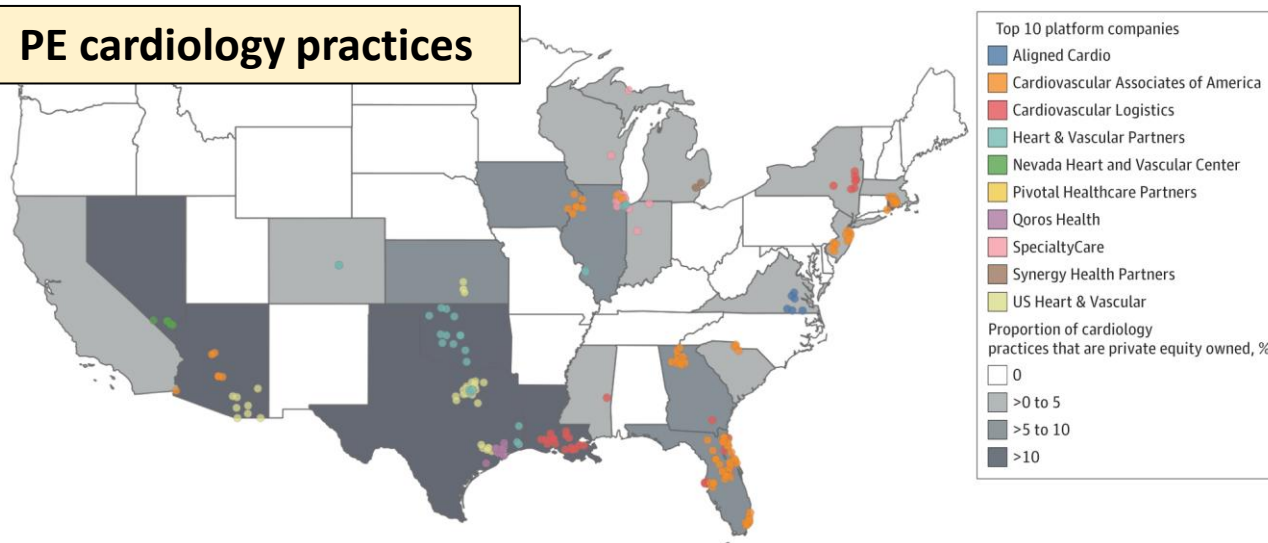 PE cardiology practices
Top 10 platform companies
Aligned Cardio
Cardiovascular Associates of America
Cardiovascular Logistics
Heart & Vascular Partners
Nevada Heart and Vascular Center
Pivotal Healthcare Partners
Qoros Health
SpecialtyCare
Synergy Health Partners
US Heart & Vascular
Proportion of cardiology
practices that are private equity owned, %
0
>0 to 5
>5 to 10
>10